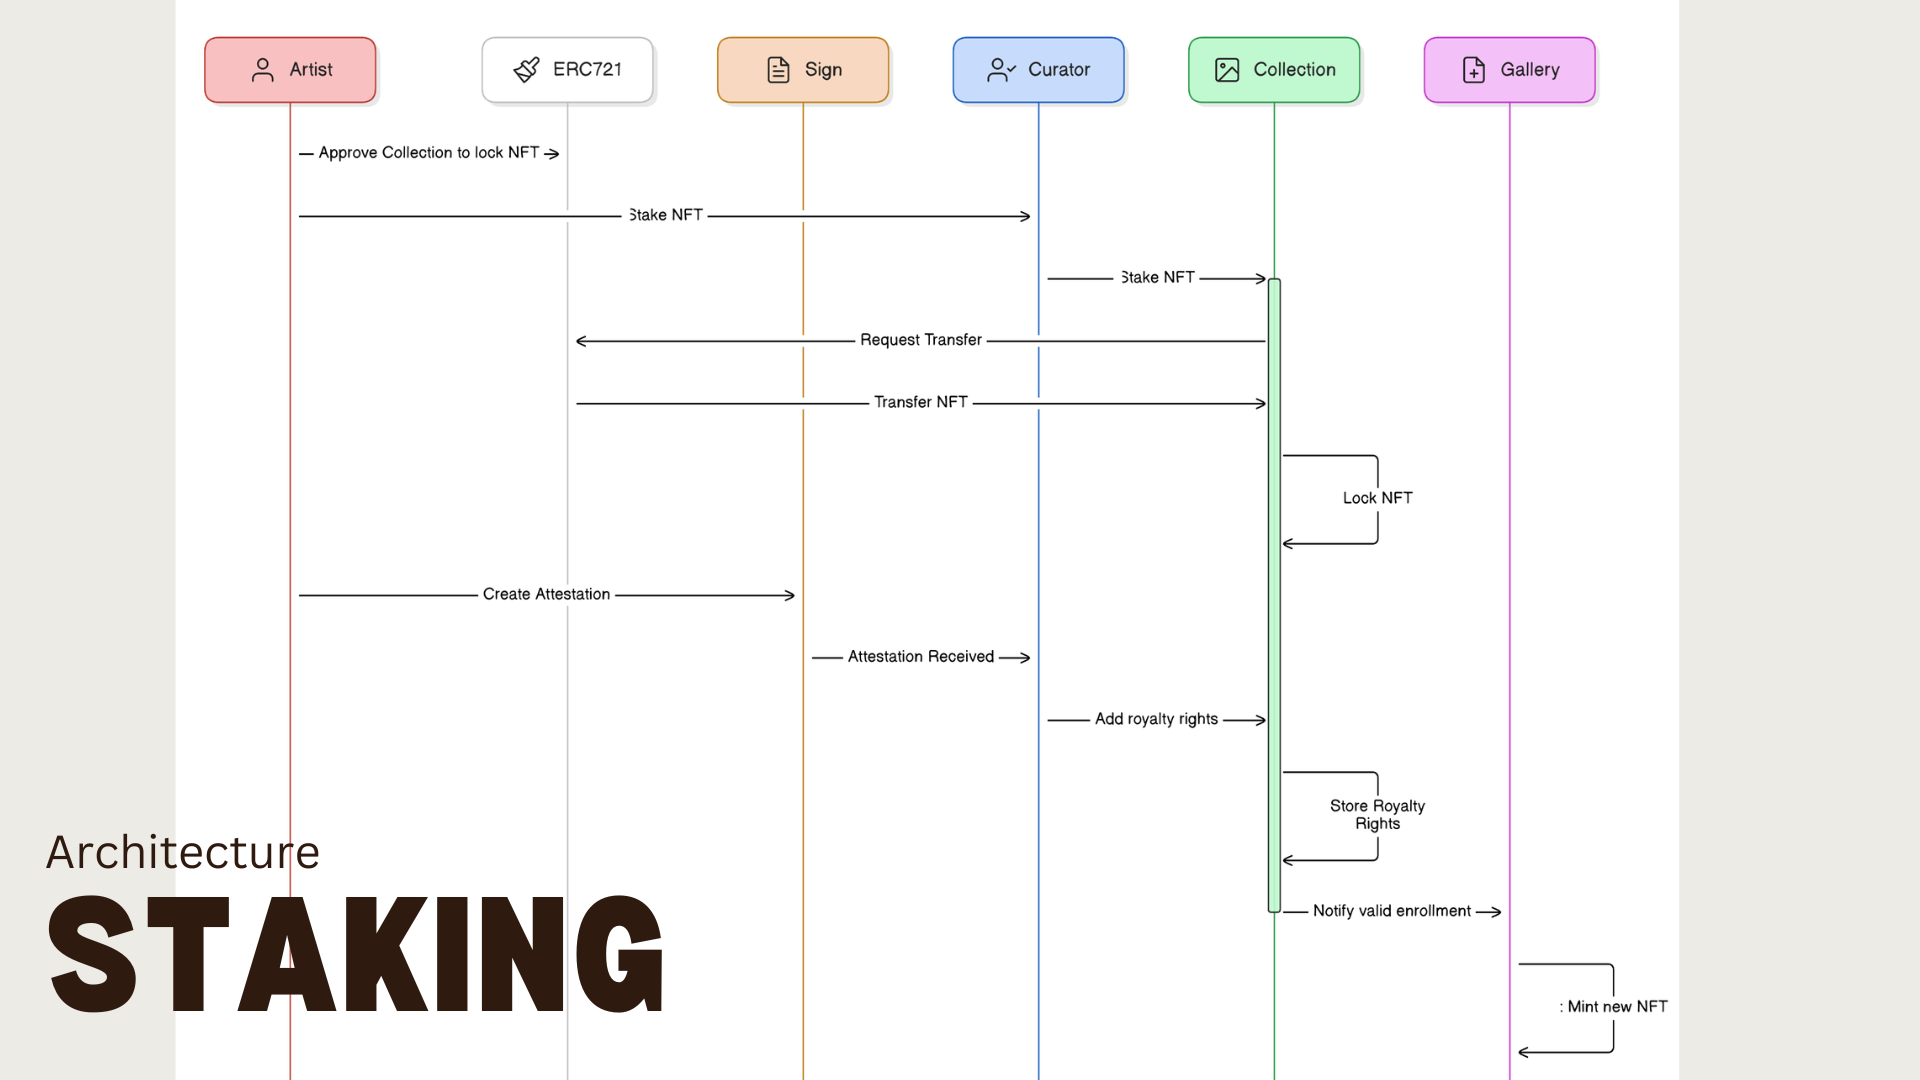 Artist
ERC721
Sign
Curator
Collection
Gallery
Approve Collection to lock NFT
Stake NFT
Stake NFT
Request Transfer
Transfer NFT
Lock NFT
Create Attestation
Attestation Received
Add royalty rights
Store Royalty
Rights
Notify valid enrollment
: Mint new NFT
Architecture
STAKING